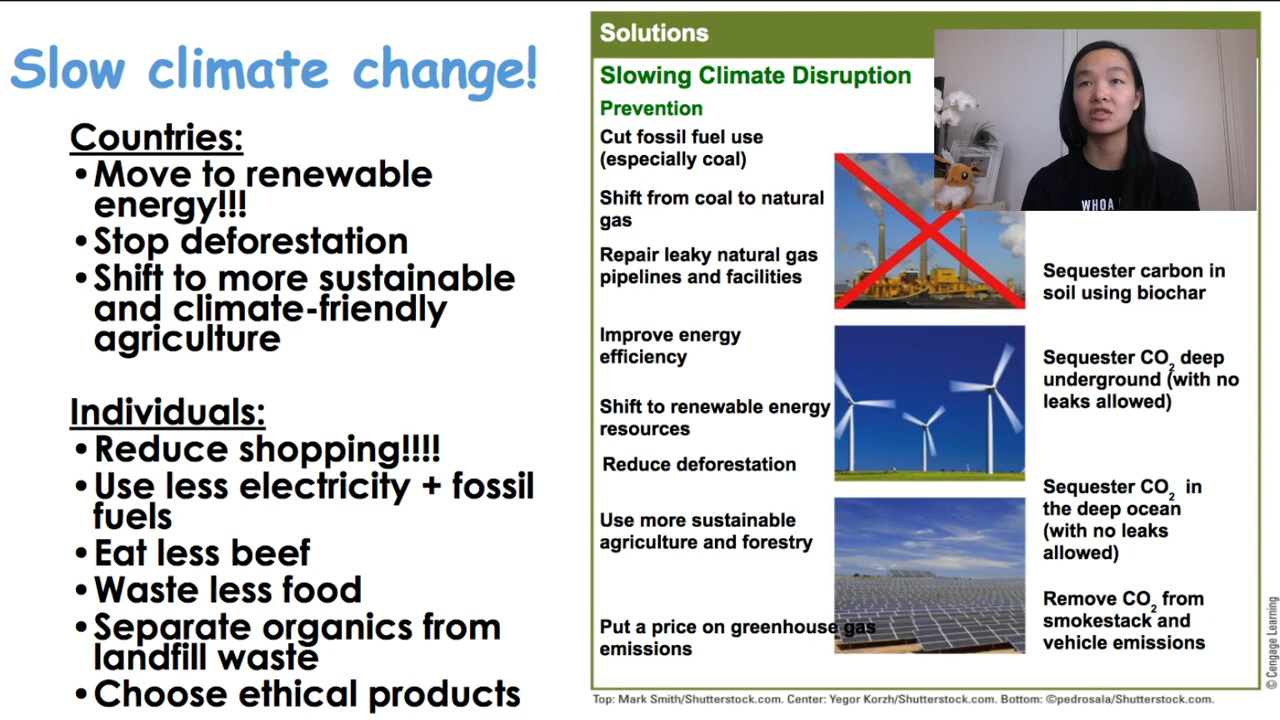 Slow climate change!
Countries:
•Move to renewable
energy!!!
•Stop deforestation
•Shift to more sustainable
and climate-friendly
agriculture
Individuals:
•Reduce shopping!!!!
•Use less electricity + fossil
fuels
•Eat less beef
•Waste less food
•Separate organics from
landfill waste
•Choose ethical products
Solutions
Slowing Climate Disruption
Prevention
Cut fossil fuel use
(especially coal)
Shift from coal to natural
gas
Repair leaky natural gas
pipelines and facilities
Improve energy
efficiency
Shift to renewable energy
resources
Reduce deforestation
Use more sustainable
agriculture and forestry
Put a price on greenhouse gas
emissions
WHOA
Sequester carbon in
soil using biochar
Sequester CO₂ deep
underground (with no
leaks allowed)
Sequester CO₂ in
the deep ocean
(with no leaks
allowed)
Remove CO₂ from
smokestack and
vehicle emissions
© Cengage Learning
Top: Mark Smith/Shutterstock.com. Center: Yegor Korzh/Shutterstock.com. Bottom: ©pedrosala/Shutterstock.com.